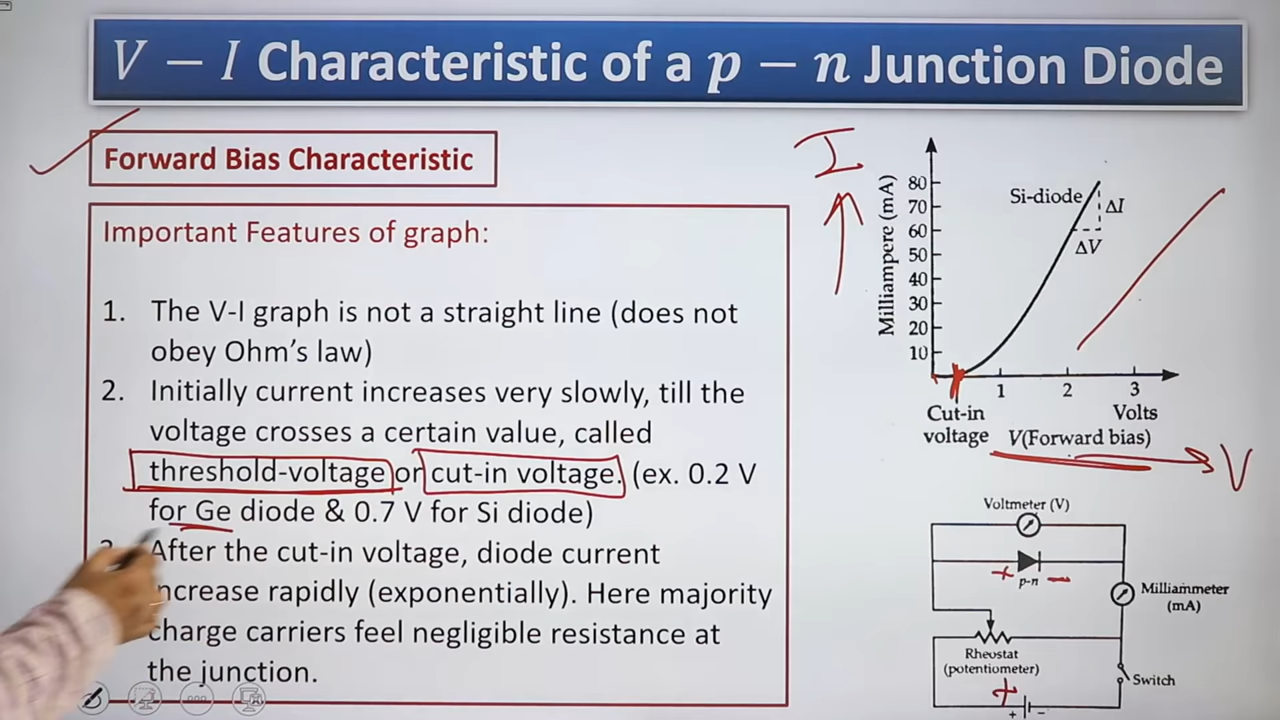 V − I Characteristic of a p − n Junction Diode
Forward Bias Characteristic
Important Features of graph:
1. The V-I graph is not a straight line (does not
obey Ohm's law)
2. Initially current increases very slowly, till the
voltage crosses a certain value, called
threshold-voltage or cut-in voltage. (ex. 0.2 V
for Ge diode & 0.7 V for Si diode)
After the cut-in voltage, diode current
increase rapidly (exponentially). Here majority
charge carriers feel negligible resistance at
the junction.
I
Milliampere (mA)
80
70
60
50
40
30
20
10
Si-diode
ΔI
ΔV
1 2 3
Cut-in
voltage
Volts
V(Forward bias)
V
Voltmeter (V)
+ p-n −
Milliammeter
(mA)
Rheostat
(potentiometer)
Switch
+
+ −